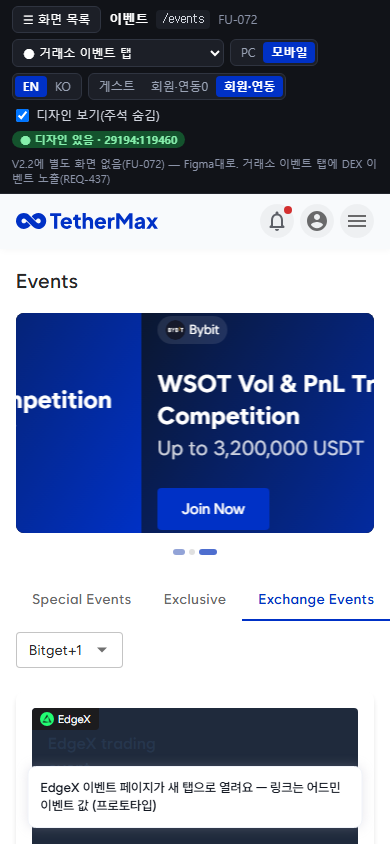 ☰ 화면 목록 이벤트 /events FU-072
● 거래소 이벤트 탭 PC 모바일
EN KO 게스트 회원·연동0 회원·연동
디자인 보기(주석 숨김)
● 디자인 있음 · 29194:119460
V2.2에 별도 화면 없음(FU-072) — Figma대로. 거래소 이벤트 탭에 DEX 이
벤트 노출(REQ-437)
TetherMax
Events
BYBIT Bybit
npetition
WSOT Vol & PnL Tr
Competition
Up to 3,200,000 USDT
Join Now
Special Events Exclusive Exchange Events
Bitget+1
EdgeX
EdgeX trading
EdgeX 이벤트 페이지가 새 탭으로 열려요 — 링크는 어드민
이벤트 값 (프로토타입)